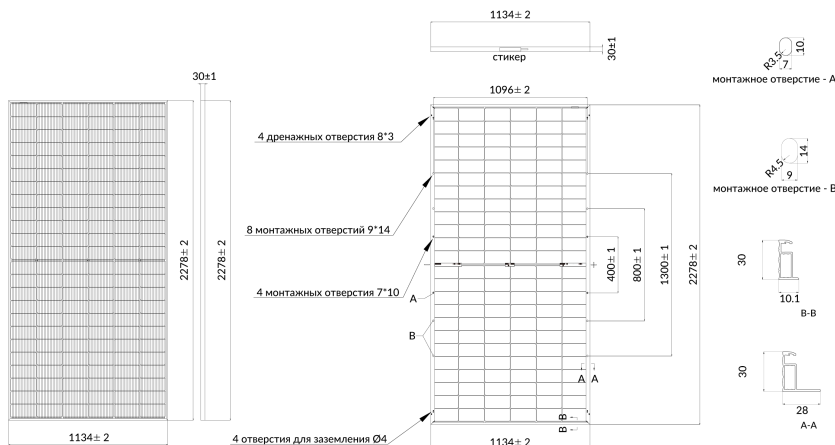 1134± 2
стикер
30±1
R3.5
10
7
монтажное отверстие - A
30±1
1096± 2
4 дренажных отверстия 8*3
R4.5
14
9
монтажное отверстие - B
8 монтажных отверстий 9*14
2278± 2
2278± 2
400± 1
800± 1
1300± 1
2278± 2
4 монтажных отверстия 7*10
A
B
30
10.1
B-B
A
A
30
28
A-A
B
B
4 отверстия для заземления Ø4
1134± 2
1134± 2